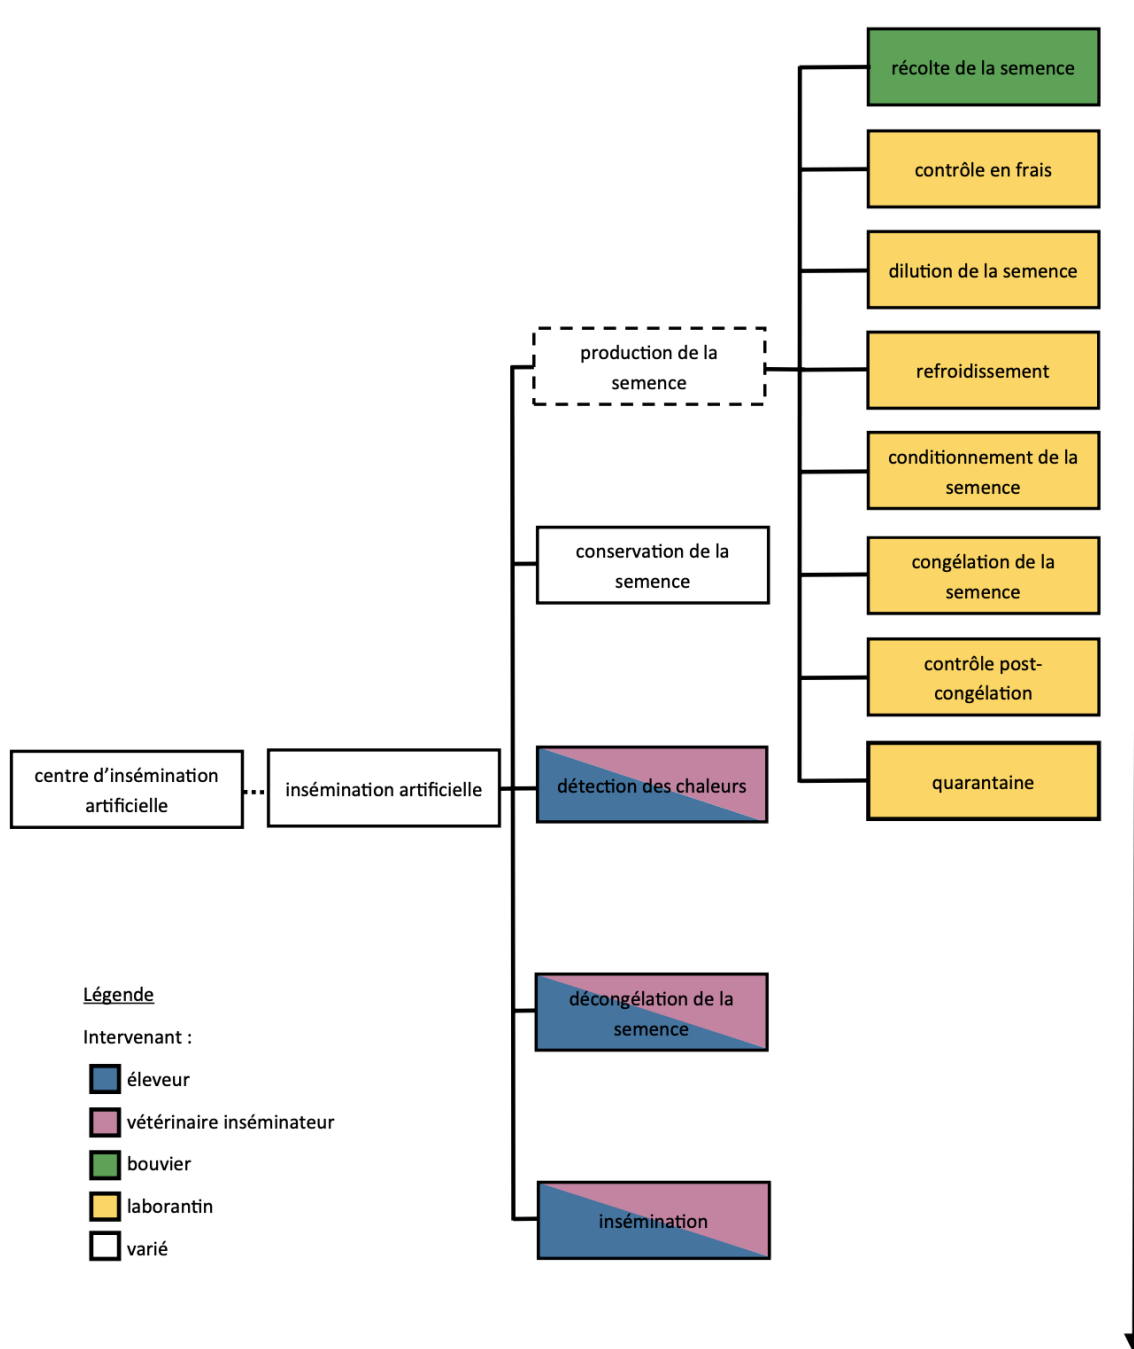 récolte de la semence
contrôle en frais
dilution de la semence
production de la
semence
refroidissement
conditionnement de la
semence
conservation de la
semence
congélation de la
semence
contrôle post-
congélation
centre d’insémination
artificielle
insémination artificielle
détection des chaleurs
quarantaine
décongélation de la
semence
insémination
Légende
Intervenant :
éleveur
vétérinaire inséminateur
bouvier
laborantin
varié